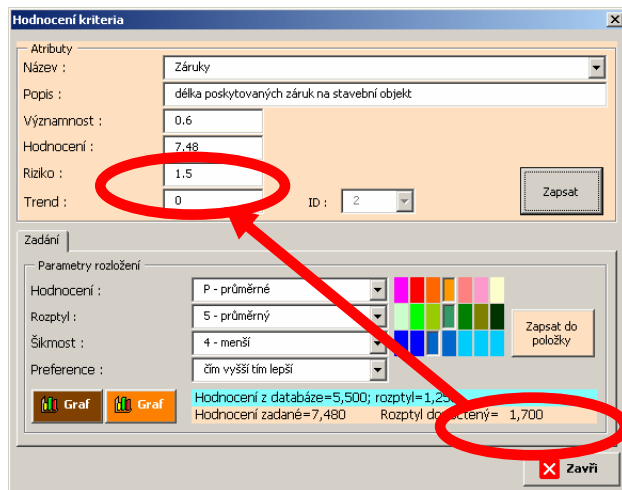 Hodnocení kriteria
Atributy
Název : Záruky
Popis : délka poskytovaných záruk na stavební objekt
Významnost : 0.6
Hodnocení : 7.48
Riziko : 1.5
Trend : 0 ID : 2
Zapsat
Zadání
Parametry rozložení
Hodnocení : P - průměrné
Rozptyl : 5 - průměrný
Šikmost : 4 - menší
Preference : čím vyšší tím lepší
Zapsat do
položky
Graf Graf
Hodnocení z databáze=5,500; rozptyl=1,25
Hodnocení zadané=7,480 Rozptyl dopočtený= 1,700
Zavři